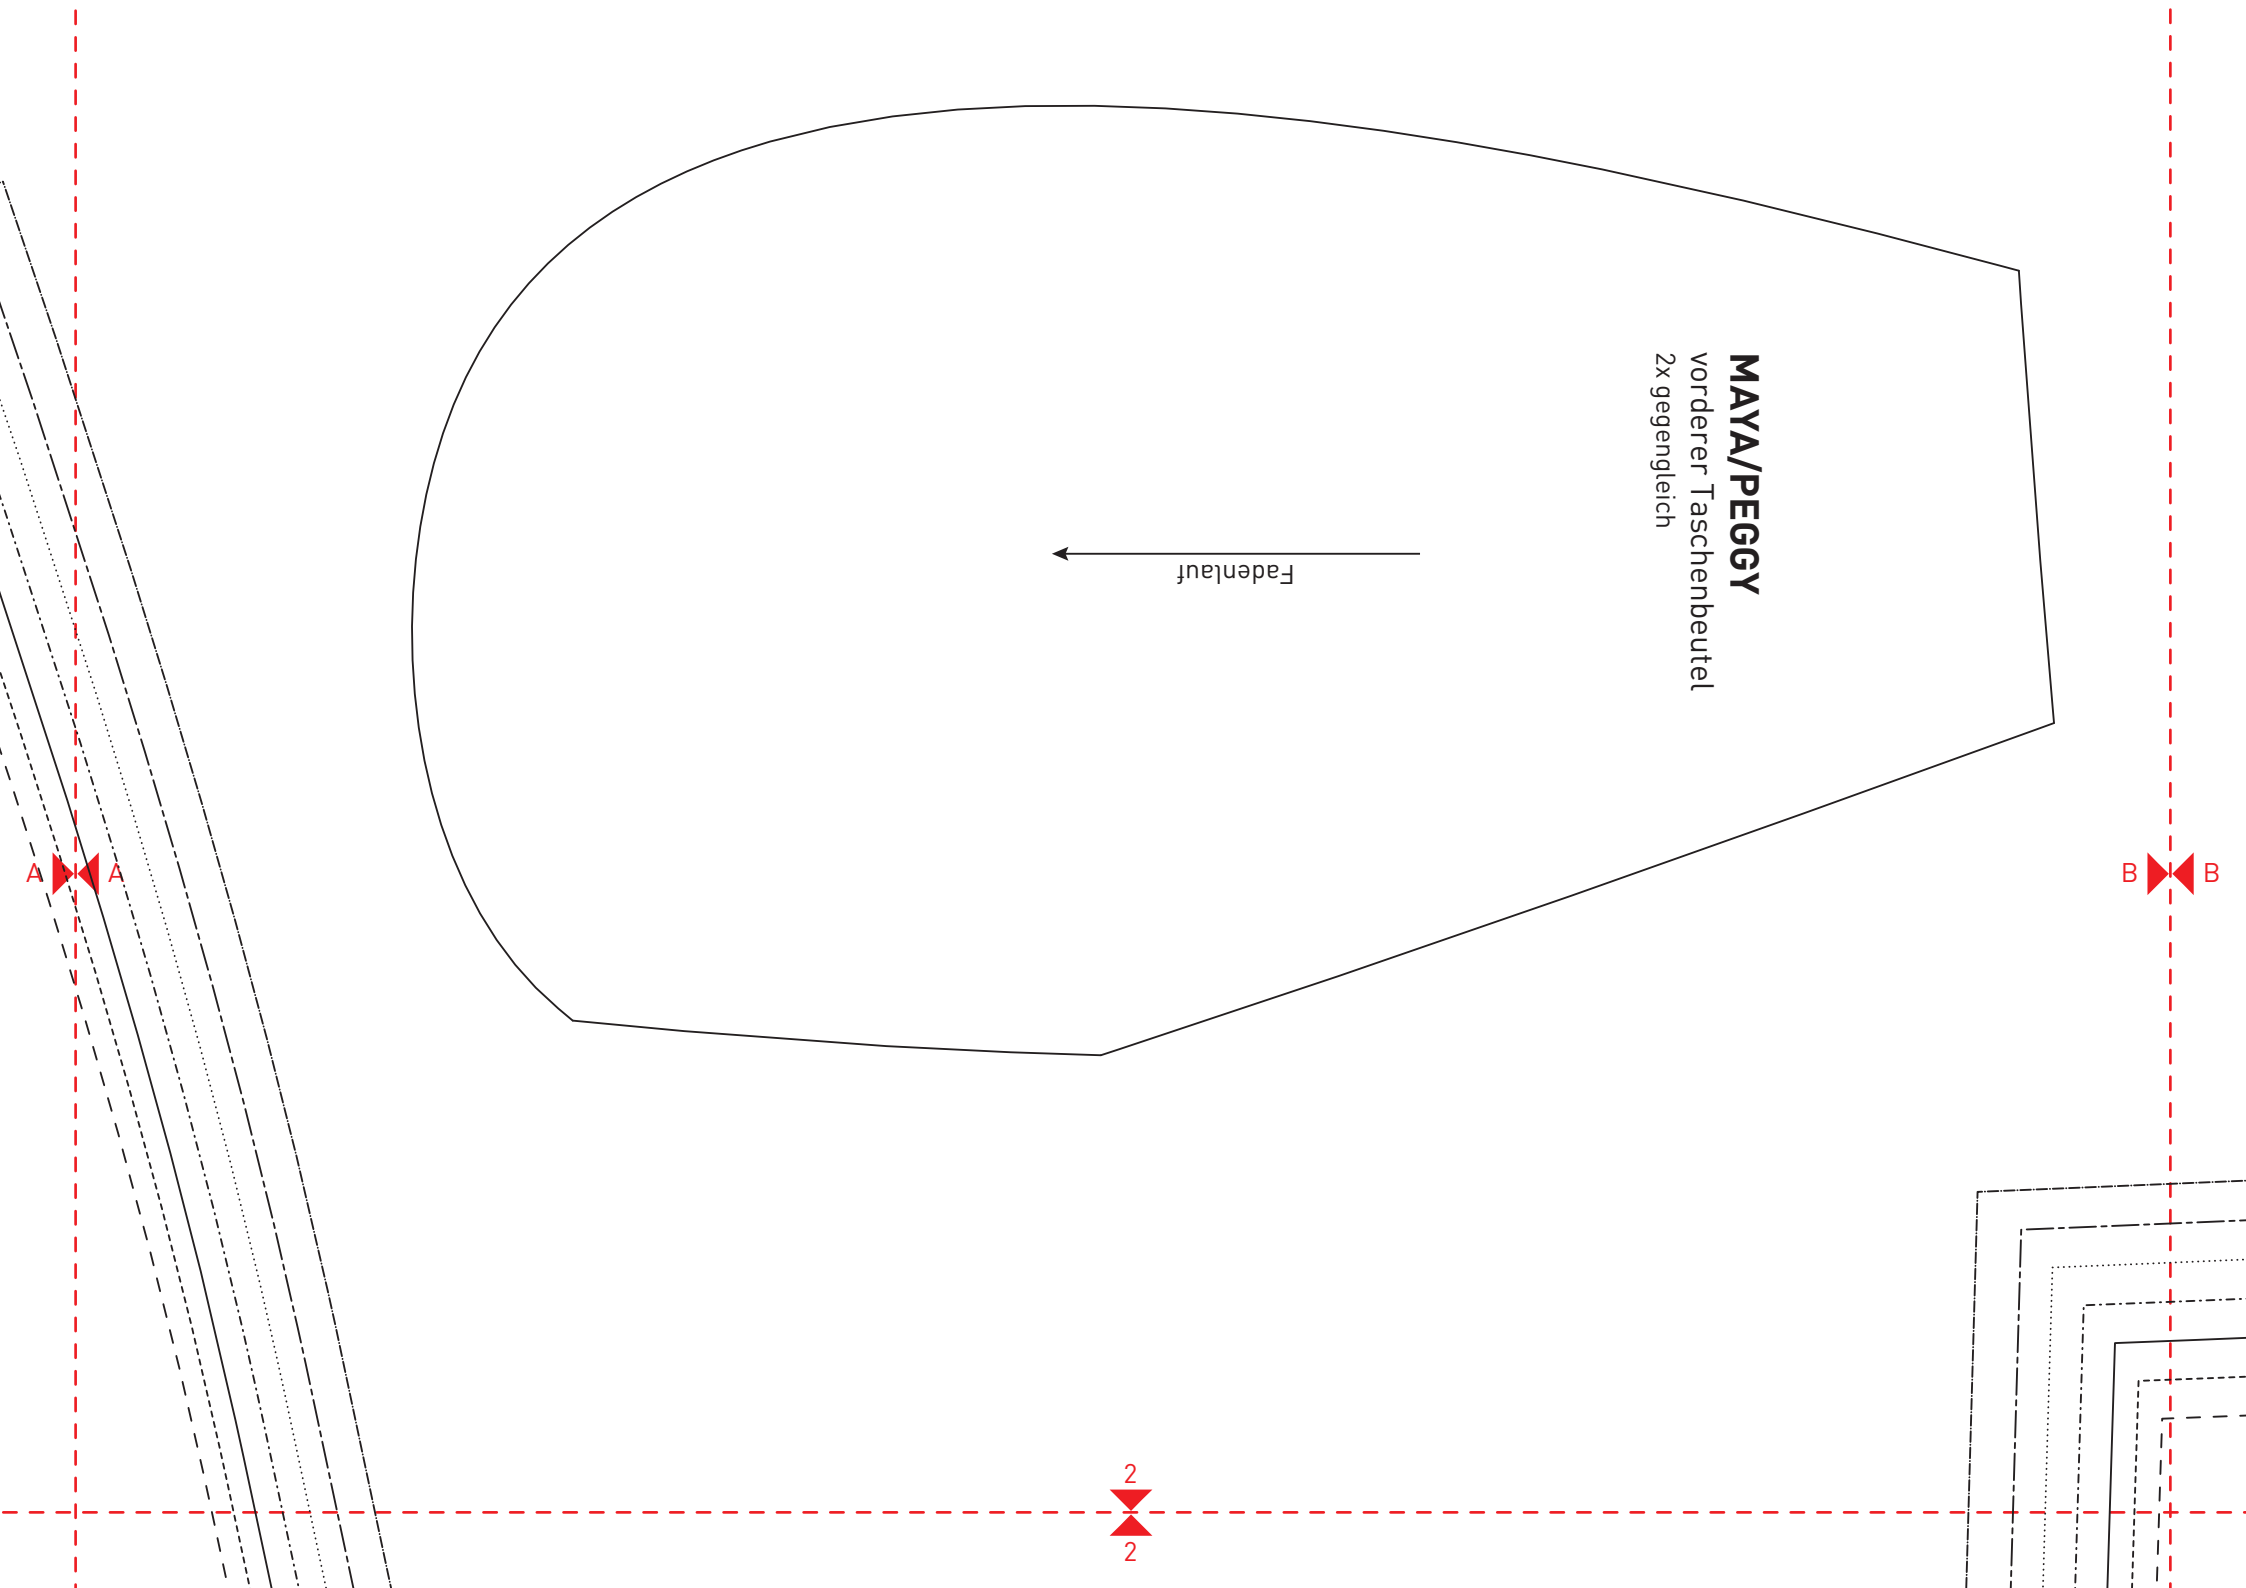 MAYA/PEGGY
vorderer Taschenbeutel
2x gegengleich
Fadenlauf
A A
B B
2
2